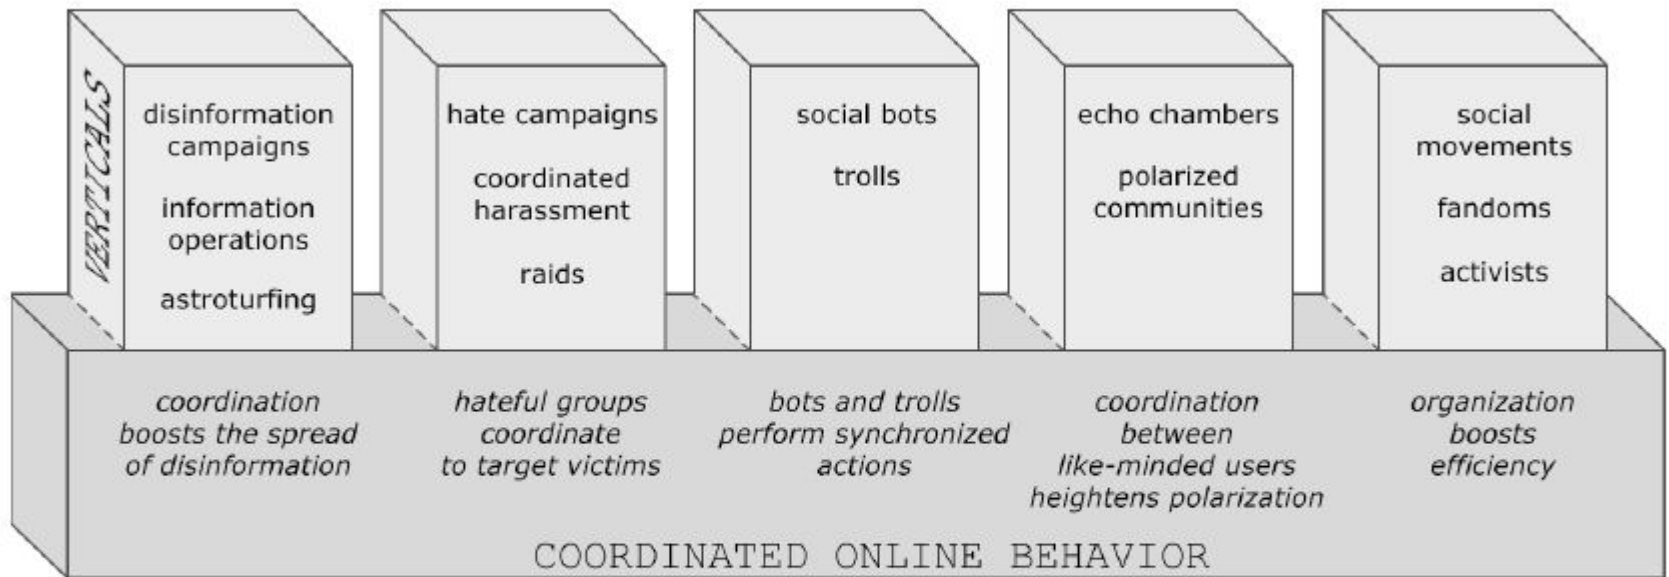 VERTICALS
disinformation
campaigns
information
operations
astroturfing
hate campaigns
coordinated
harassment
raids
social bots
trolls
echo chambers
polarized
communities
social
movements
fandoms
activists
coordination
boosts the spread
of disinformation
hateful groups
coordinate
to target victims
bots and trolls
perform synchronized
actions
coordination
between
like-minded users
heightens polarization
organization
boosts
efficiency
COORDINATED ONLINE BEHAVIOR